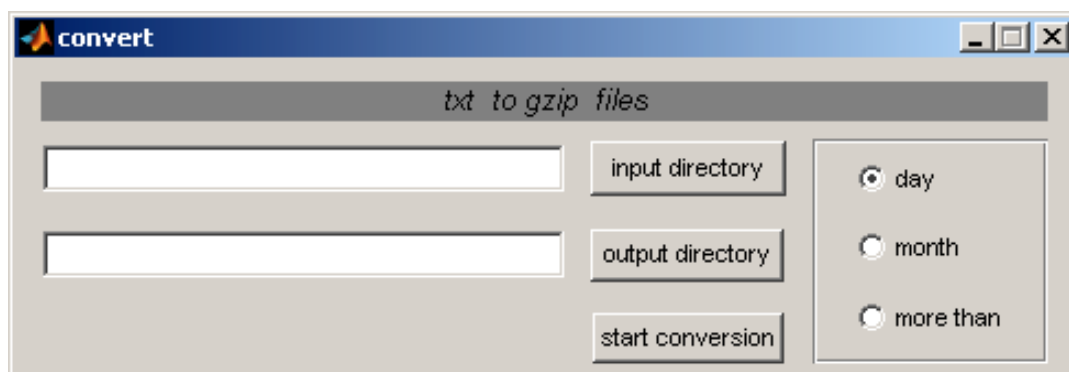 convert
txt to gzip files
input directory
day
output directory
month
start conversion
more than